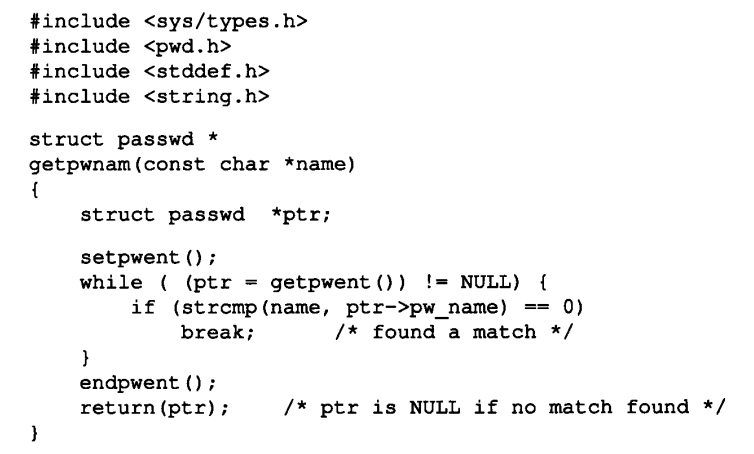 #include <sys/types.h>
#include <pwd.h>
#include <stddef.h>
#include <string.h>
struct passwd *
getpwnam(const char *name)
{
    struct passwd  *ptr;
    setpwent();
    while ( (ptr = getpwent()) != NULL) {
        if (strcmp(name, ptr->pw_name) == 0)
            break;        /* found a match */
    }
    endpwent();
    return(ptr);    /* ptr is NULL if no match found */
}